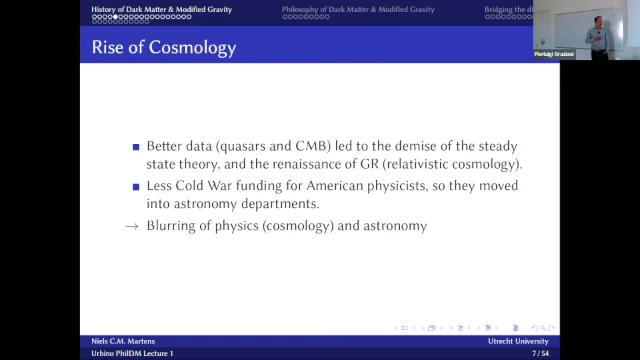 History of Dark Matter & Modified Gravity
Philosophy of Dark Matter & Modified Gravity
Bridging the di
Rise of Cosmology
Pierluigi Graziani
■ Better data (quasars and CMB) led to the demise of the steady
state theory, and the renaissance of GR (relativistic cosmology).
■ Less Cold War funding for American physicists, so they moved
into astronomy departments.
→ Blurring of physics (cosmology) and astronomy
Niels C.M. Martens
Utrecht University
Urbino PhilDM Lecture 1
7 / 54